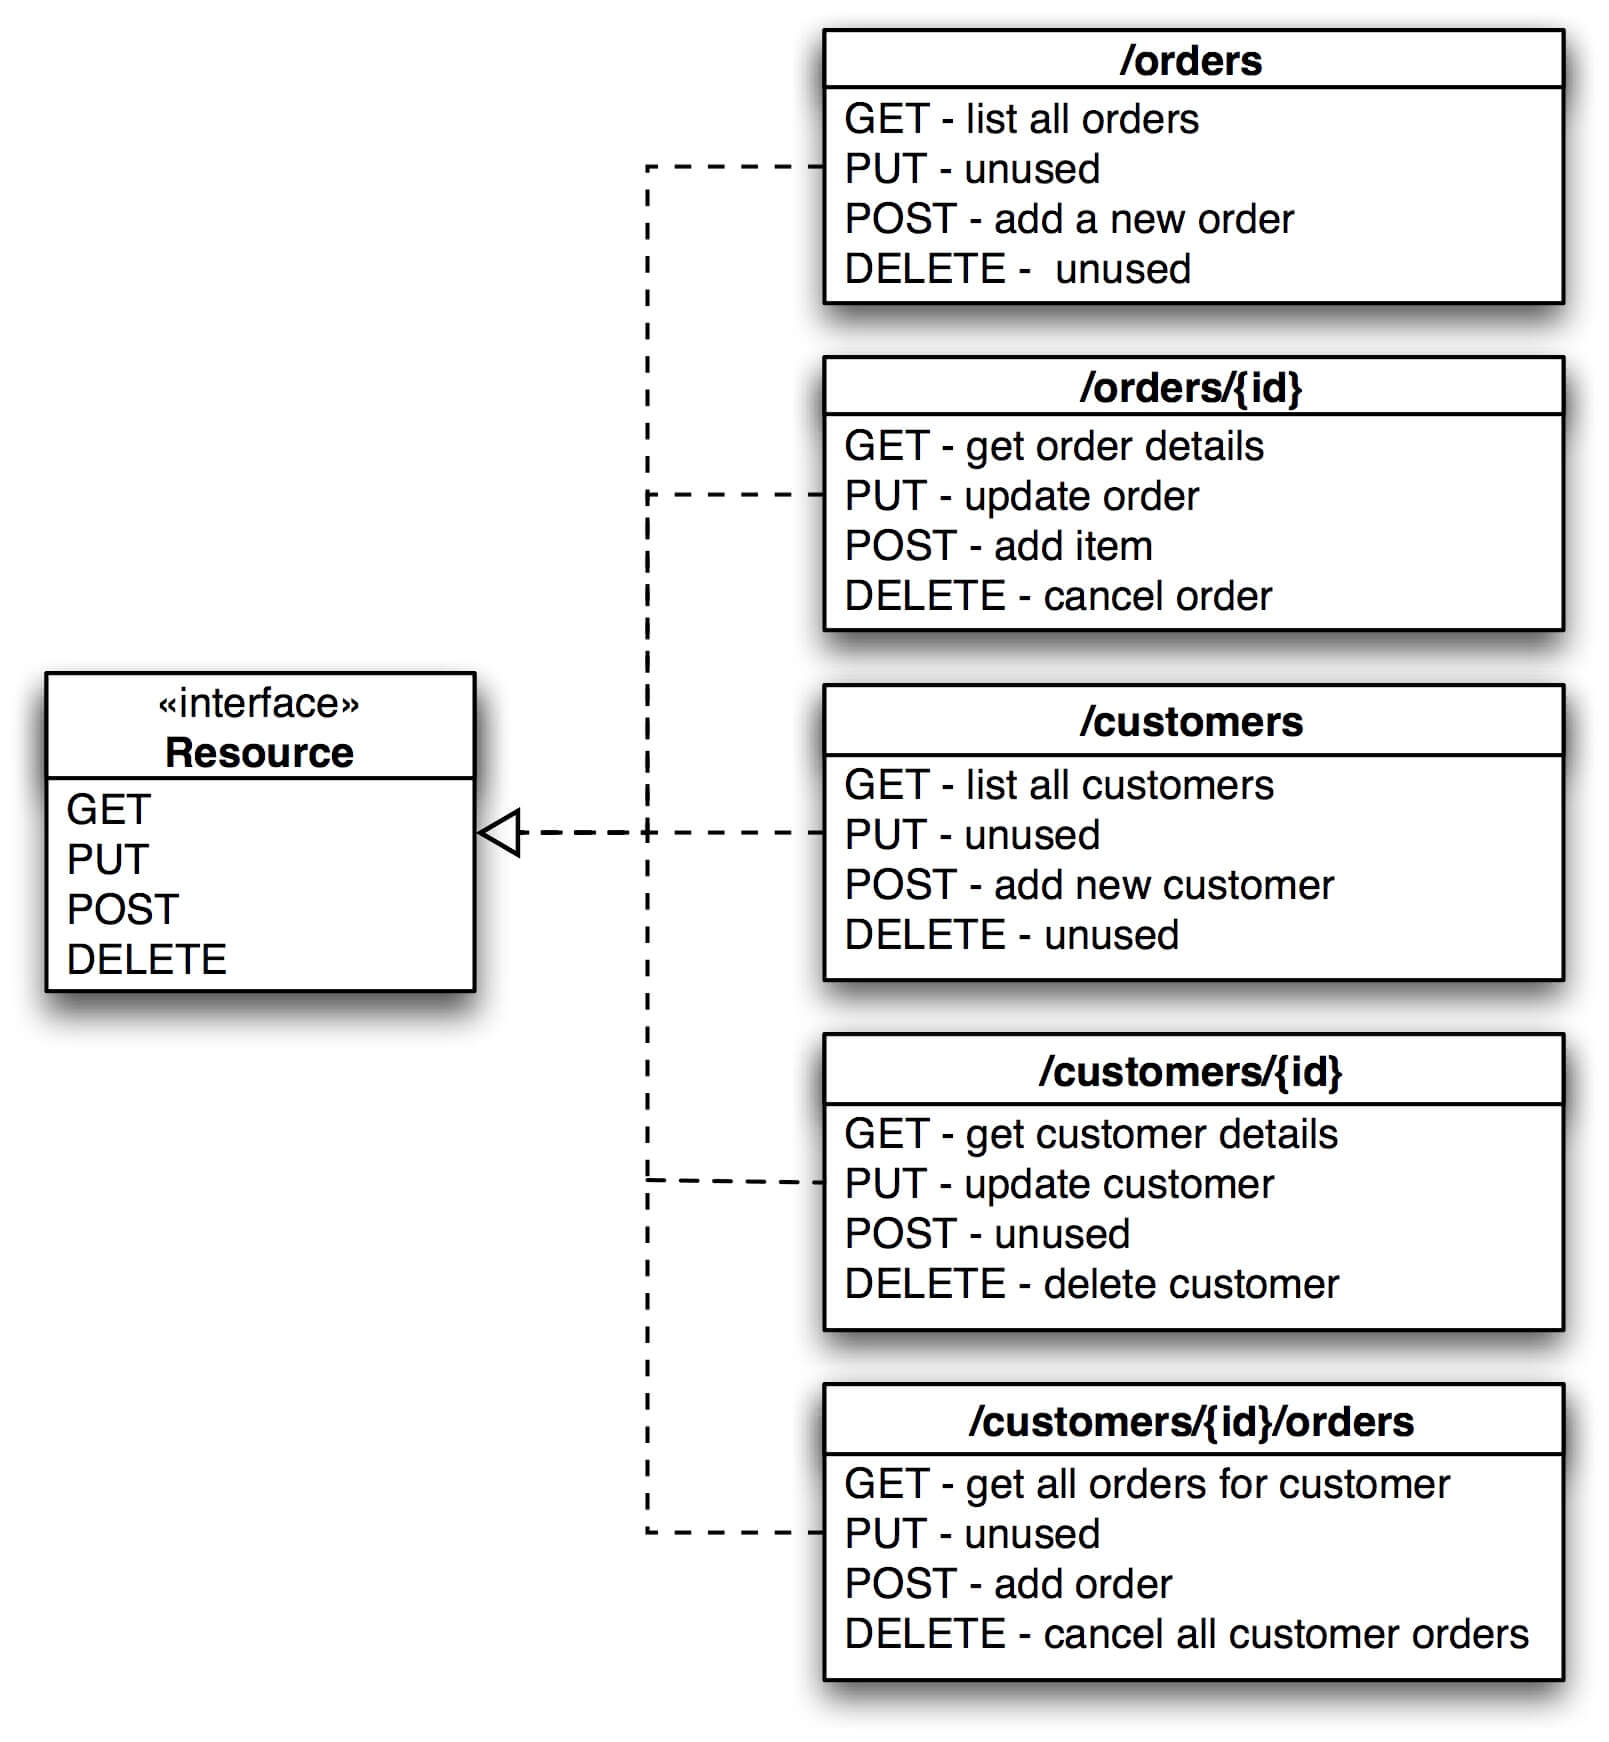 /orders
GET - list all orders
PUT - unused
POST - add a new order
DELETE -  unused
/orders/{id}
GET - get order details
PUT - update order
POST - add item
DELETE - cancel order
«interface»
Resource
GET
PUT
POST
DELETE
/customers
GET - list all customers
PUT - unused
POST - add new customer
DELETE - unused
/customers/{id}
GET - get customer details
PUT - update customer
POST - unused
DELETE - delete customer
/customers/{id}/orders
GET - get all orders for customer
PUT - unused
POST - add order
DELETE - cancel all customer orders